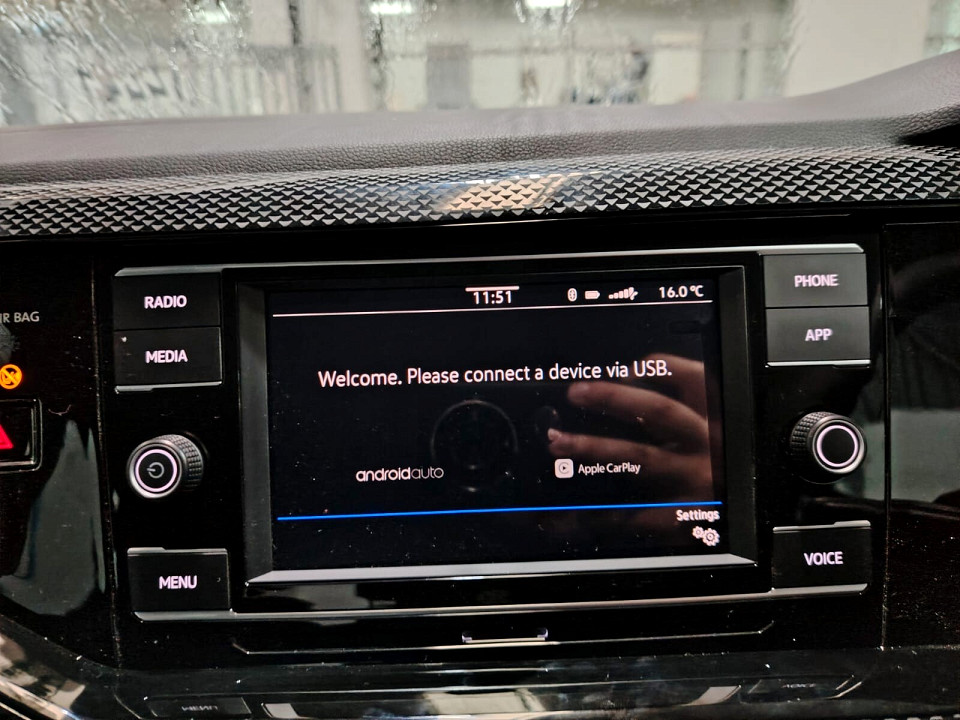 RADIO
MEDIA
MENU
PHONE
APP
VOICE
IR BAG
11:51
16.0 °C
Welcome. Please connect a device via USB.
androidauto
Apple CarPlay
Settings